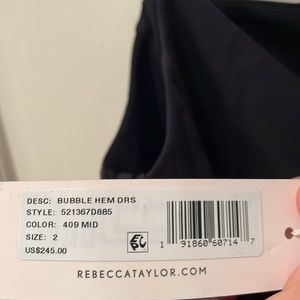 DESC: BUBBLE HEM DRS
STYLE: 521367D885
COLOR: 409 MID
SIZE: 2
US$245.00
1 91860 60714 7
REBECCATAYLOR.COM